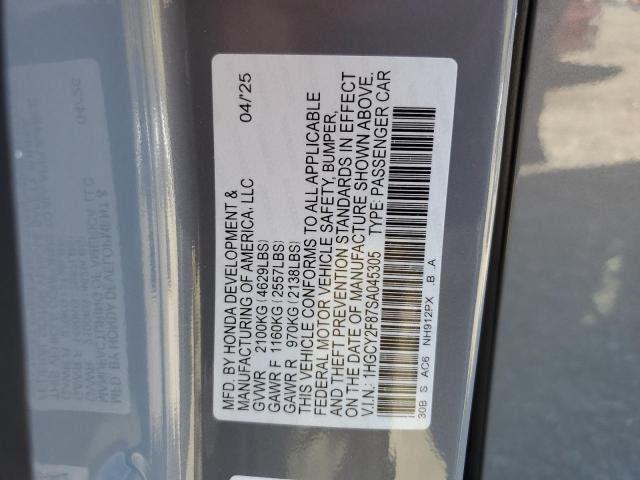 MFD. BY HONDA DEVELOPMENT & 04/'25
MANUFACTURING OF AMERICA, LLC
GVWR 2100KG(4629LBS)
GAWR F 1160KG(2557LBS)
GAWR R 970KG(2138LBS)
THIS VEHICLE CONFORMS TO ALL APPLICABLE
FEDERAL MOTOR VEHICLE SAFETY, BUMPER,
AND THEFT PREVENTION STANDARDS IN EFFECT
ON THE DATE OF MANUFACTURE SHOWN ABOVE.
V.I.N.: 1HGCY2F87SA045305 TYPE: PASSENGER CAR
30B S AC6 NH912PX .B .A